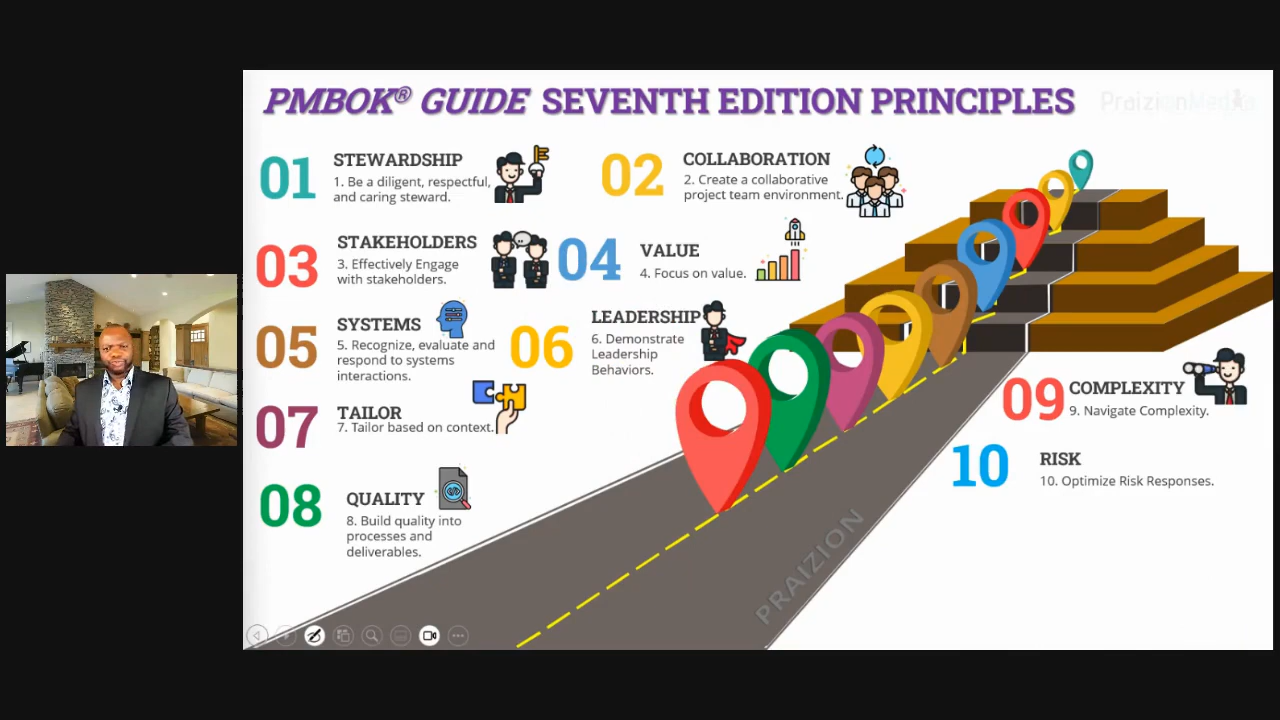 PMBOK® GUIDE SEVENTH EDITION PRINCIPLES
PraizionMedia
01
STEWARDSHIP
1. Be a diligent, respectful,
and caring steward.
02
COLLABORATION
2. Create a collaborative
project team environment.
03
STAKEHOLDERS
3. Effectively Engage
with stakeholders.
04
VALUE
4. Focus on value.
05
SYSTEMS
5. Recognize, evaluate and
respond to systems
interactions.
06
LEADERSHIP
6. Demonstrate
Leadership
Behaviors.
07
TAILOR
7. Tailor based on context.
08
QUALITY
8. Build quality into
processes and
deliverables.
09
COMPLEXITY
9. Navigate Complexity.
10
RISK
10. Optimize Risk Responses.
PRAIZION